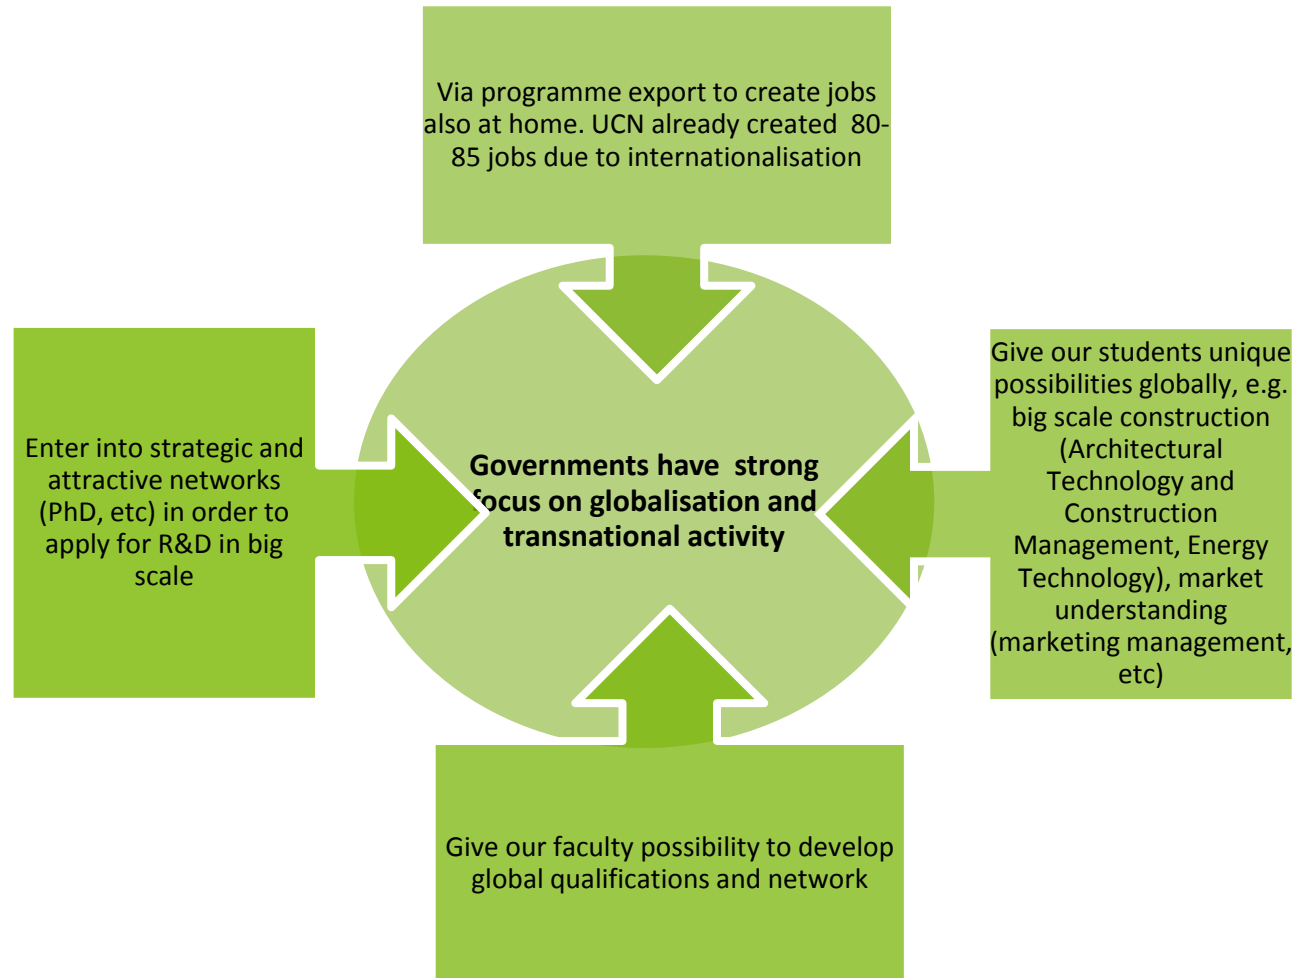 Via programme export to create jobs
also at home. UCN already created  80-
85 jobs due to internationalisation
Enter into strategic and
attractive networks
(PhD, etc) in order to
apply for R&D in big
scale
Governments have  strong
focus on globalisation and
transnational activity
Give our students unique
possibilities globally, e.g.
big scale construction
(Architectural
Technology and
Construction
Management, Energy
Technology), market
understanding
(marketing management,
etc)
Give our faculty possibility to develop
global qualifications and network